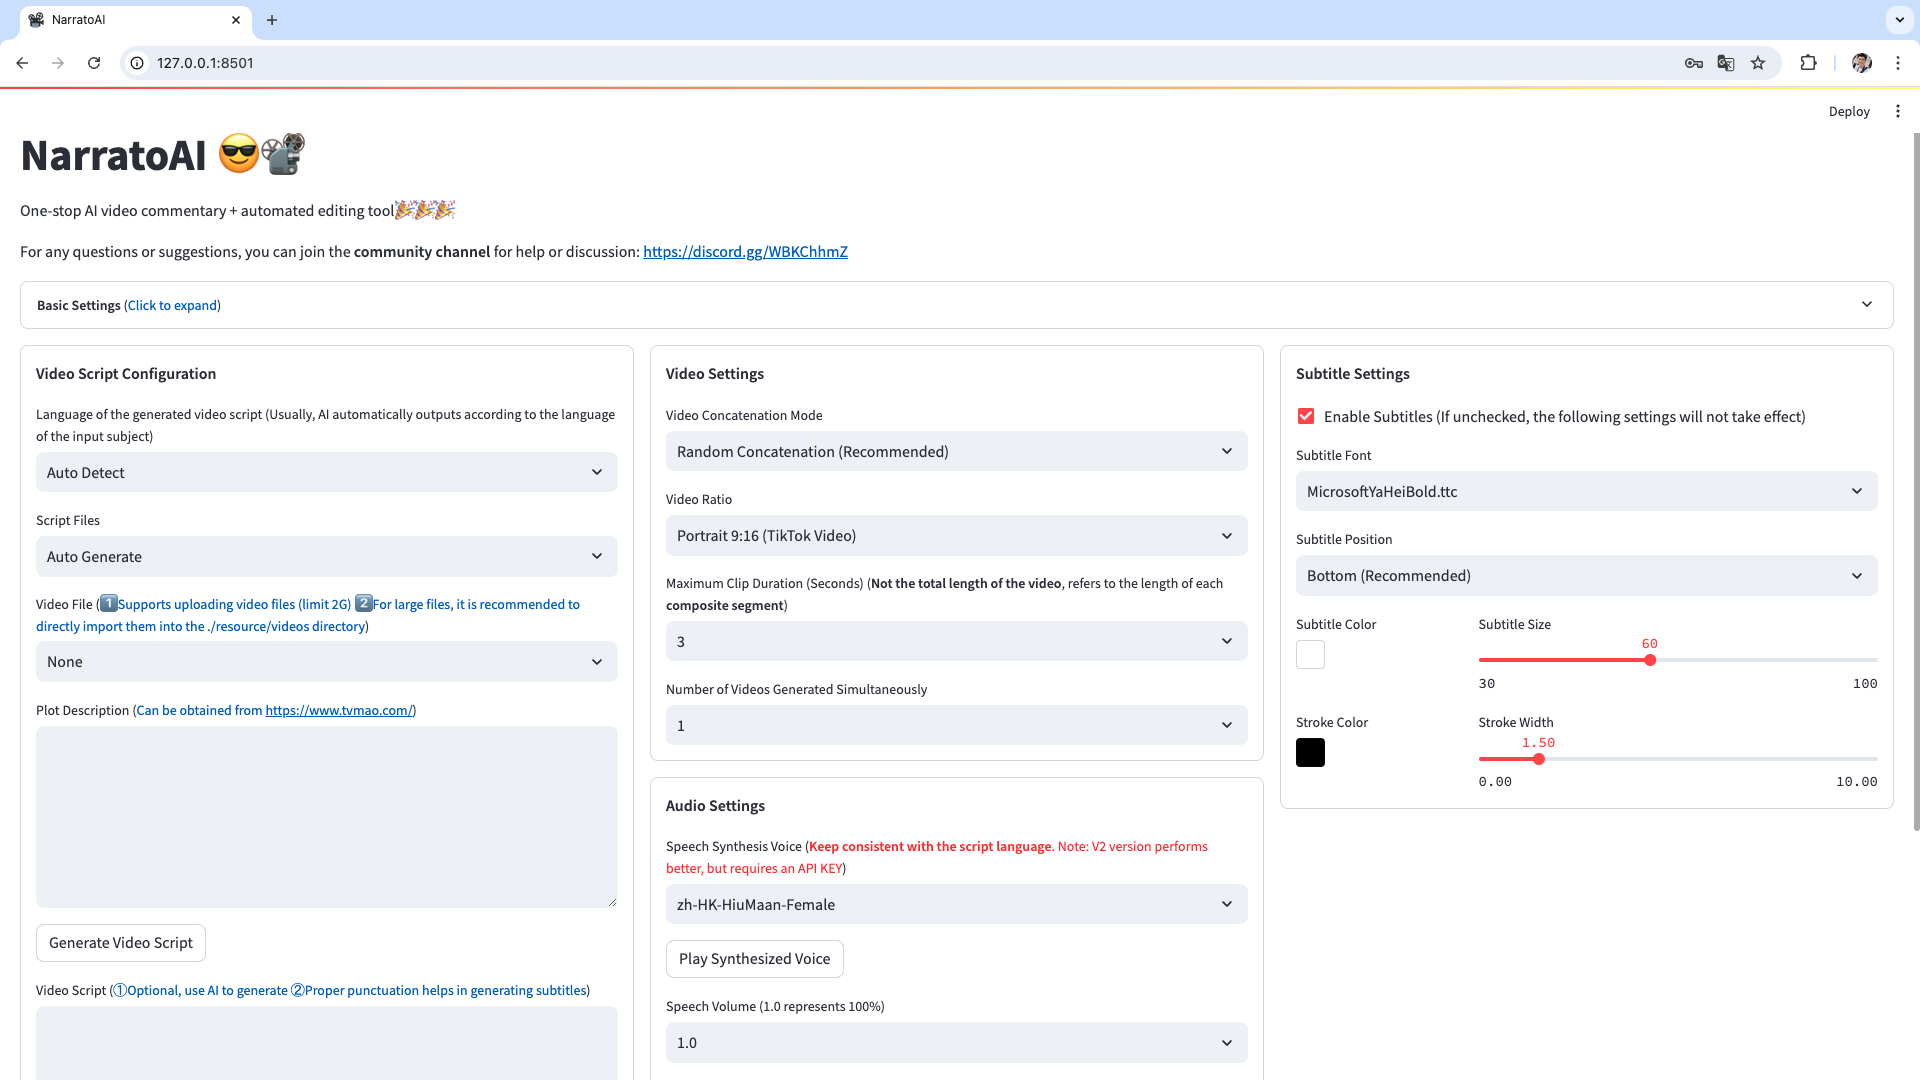 NarratoAI
127.0.0.1:8501
Deploy
NarratoAI 😎📽️
One-stop AI video commentary + automated editing tool🎉🎉🎉
For any questions or suggestions, you can join the community channel for help or discussion: https://discord.gg/WBKChhmZ
Basic Settings (Click to expand)
Video Script Configuration
Language of the generated video script (Usually, AI automatically outputs according to the language
of the input subject)
Auto Detect
Script Files
Auto Generate
Video File (1️⃣Supports uploading video files (limit 2G) 2️⃣For large files, it is recommended to
directly import them into the ./resource/videos directory)
None
Plot Description (Can be obtained from https://www.tvmao.com/)
Generate Video Script
Video Script (①Optional, use AI to generate ②Proper punctuation helps in generating subtitles)
Video Settings
Video Concatenation Mode
Random Concatenation (Recommended)
Video Ratio
Portrait 9:16 (TikTok Video)
Maximum Clip Duration (Seconds) (Not the total length of the video, refers to the length of each
composite segment)
3
Number of Videos Generated Simultaneously
1
Audio Settings
Speech Synthesis Voice (Keep consistent with the script language. Note: V2 version performs
better, but requires an API KEY)
zh-HK-HiuMaan-Female
Play Synthesized Voice
Speech Volume (1.0 represents 100%)
1.0
Subtitle Settings
Enable Subtitles (If unchecked, the following settings will not take effect)
Subtitle Font
MicrosoftYaHeiBold.ttc
Subtitle Position
Bottom (Recommended)
Subtitle Color
Subtitle Size
60
30 100
Stroke Color
Stroke Width
1.50
0.00 10.00